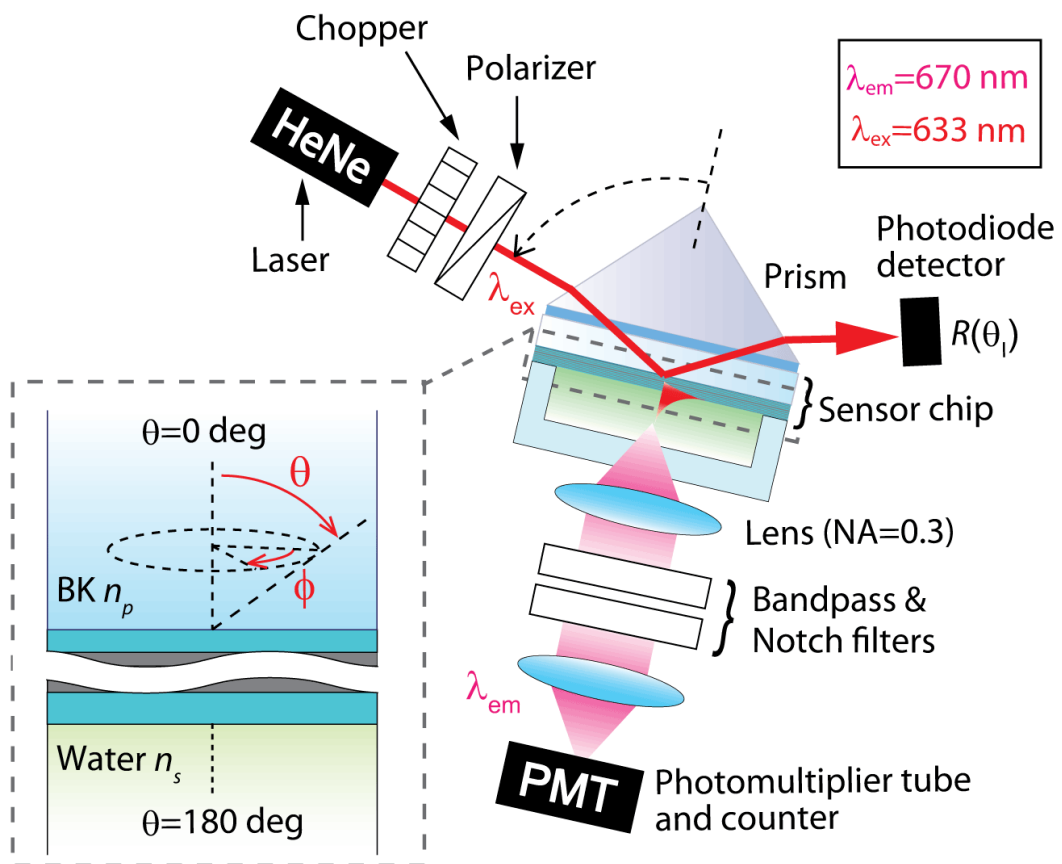 Chopper
Polarizer
λem=670 nm
λex=633 nm
HeNe
Laser
λex
Prism
Photodiode
detector
R(θI)
Sensor chip
θ=0 deg
θ
ϕ
BK np
Water ns
θ=180 deg
Lens (NA=0.3)
Bandpass &
Notch filters
λem
PMT
Photomultiplier tube
and counter